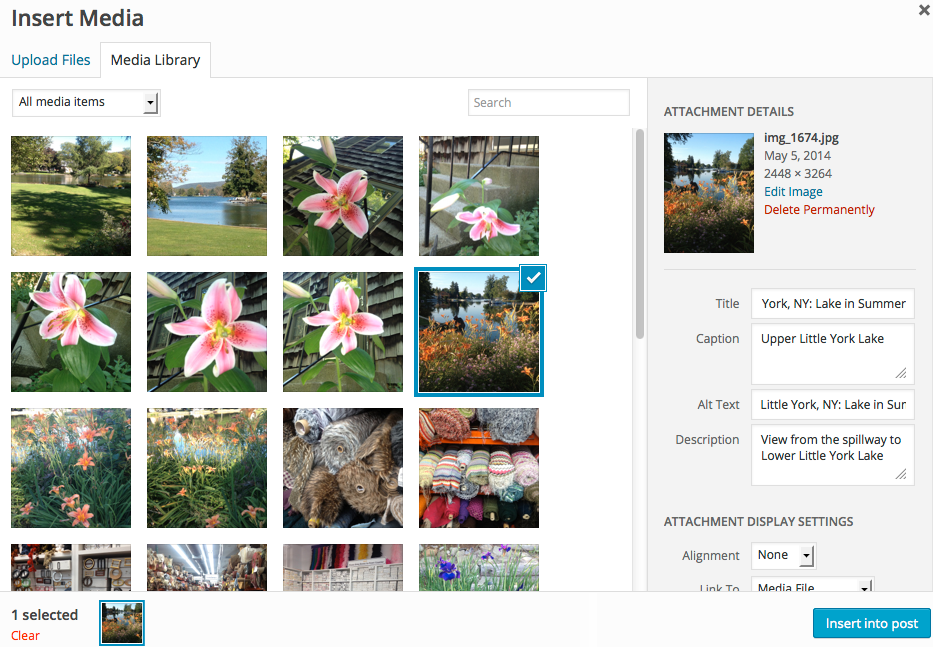 Insert Media
×
Upload Files
Media Library
All media items
Search
ATTACHMENT DETAILS
img_1674.jpg
May 5, 2014
2448 × 3264
Edit Image
Delete Permanently
Title
York, NY: Lake in Summer
Caption
Upper Little York Lake
Alt Text
Little York, NY: Lake in Sur
Description
View from the spillway to
Lower Little York Lake
ATTACHMENT DISPLAY SETTINGS
Alignment
None
Link To
Media File
1 selected
Clear
Insert into post